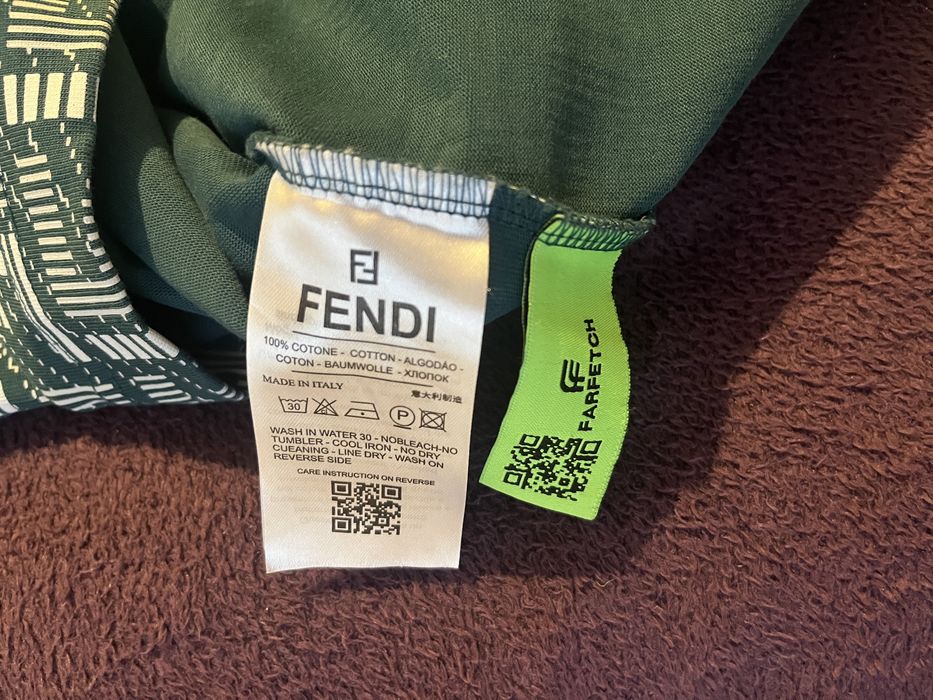 FENDI
100% COTONE - COTTON - ALGODÃO -
COTON - BAUMWOLLE - ХЛОПОК
MADE IN ITALY
意大利制造
30
P
WASH IN WATER 30 - NOBLEACH-NO
TUMBLER - COOL IRON - NO DRY
CUEANING - LINE DRY - WASH ON
REVERSE SIDE
CARE INSTRUCTION ON REVERSE
FARFETCH